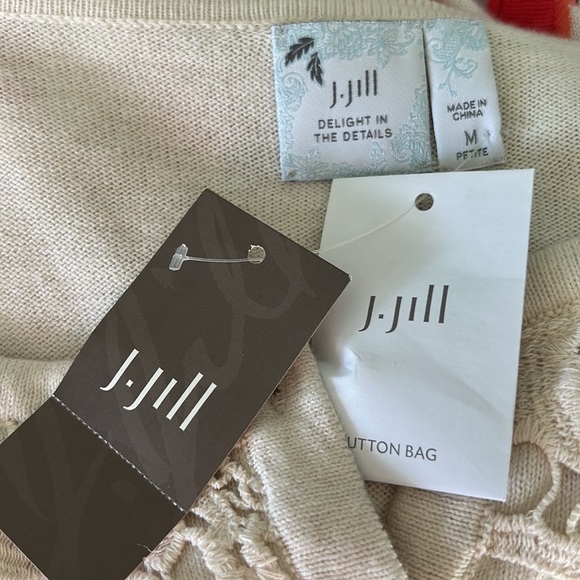 J.Jill
DELIGHT IN
THE DETAILS
MADE IN
CHINA
M
PETITE
J.Jill
UTTON BAG
J.Jill